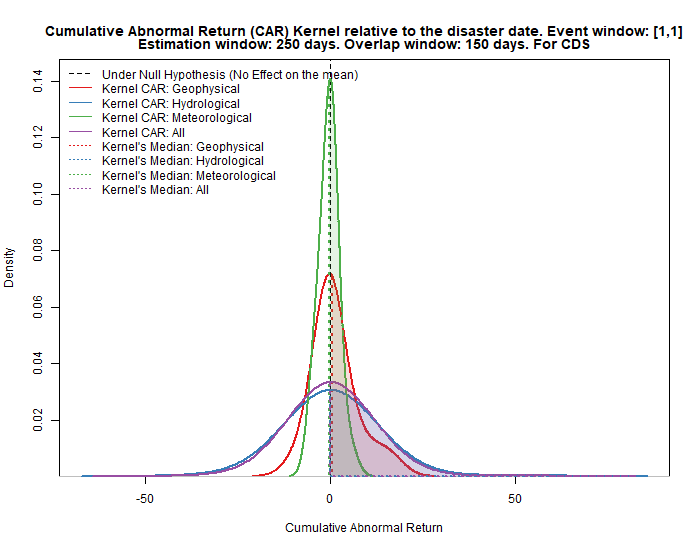 Cumulative Abnormal Return (CAR) Kernel relative to the disaster date. Event window: [1,1]
Estimation window: 250 days. Overlap window: 150 days. For CDS
Under Null Hypothesis (No Effect on the mean)
Kernel CAR: Geophysical
Kernel CAR: Hydrological
Kernel CAR: Meteorological
Kernel CAR: All
Kernel's Median: Geophysical
Kernel's Median: Hydrological
Kernel's Median: Meteorological
Kernel's Median: All
0.14
0.12
0.10
0.08
0.06
0.04
0.02
Density
-50
0
50
Cumulative Abnormal Return